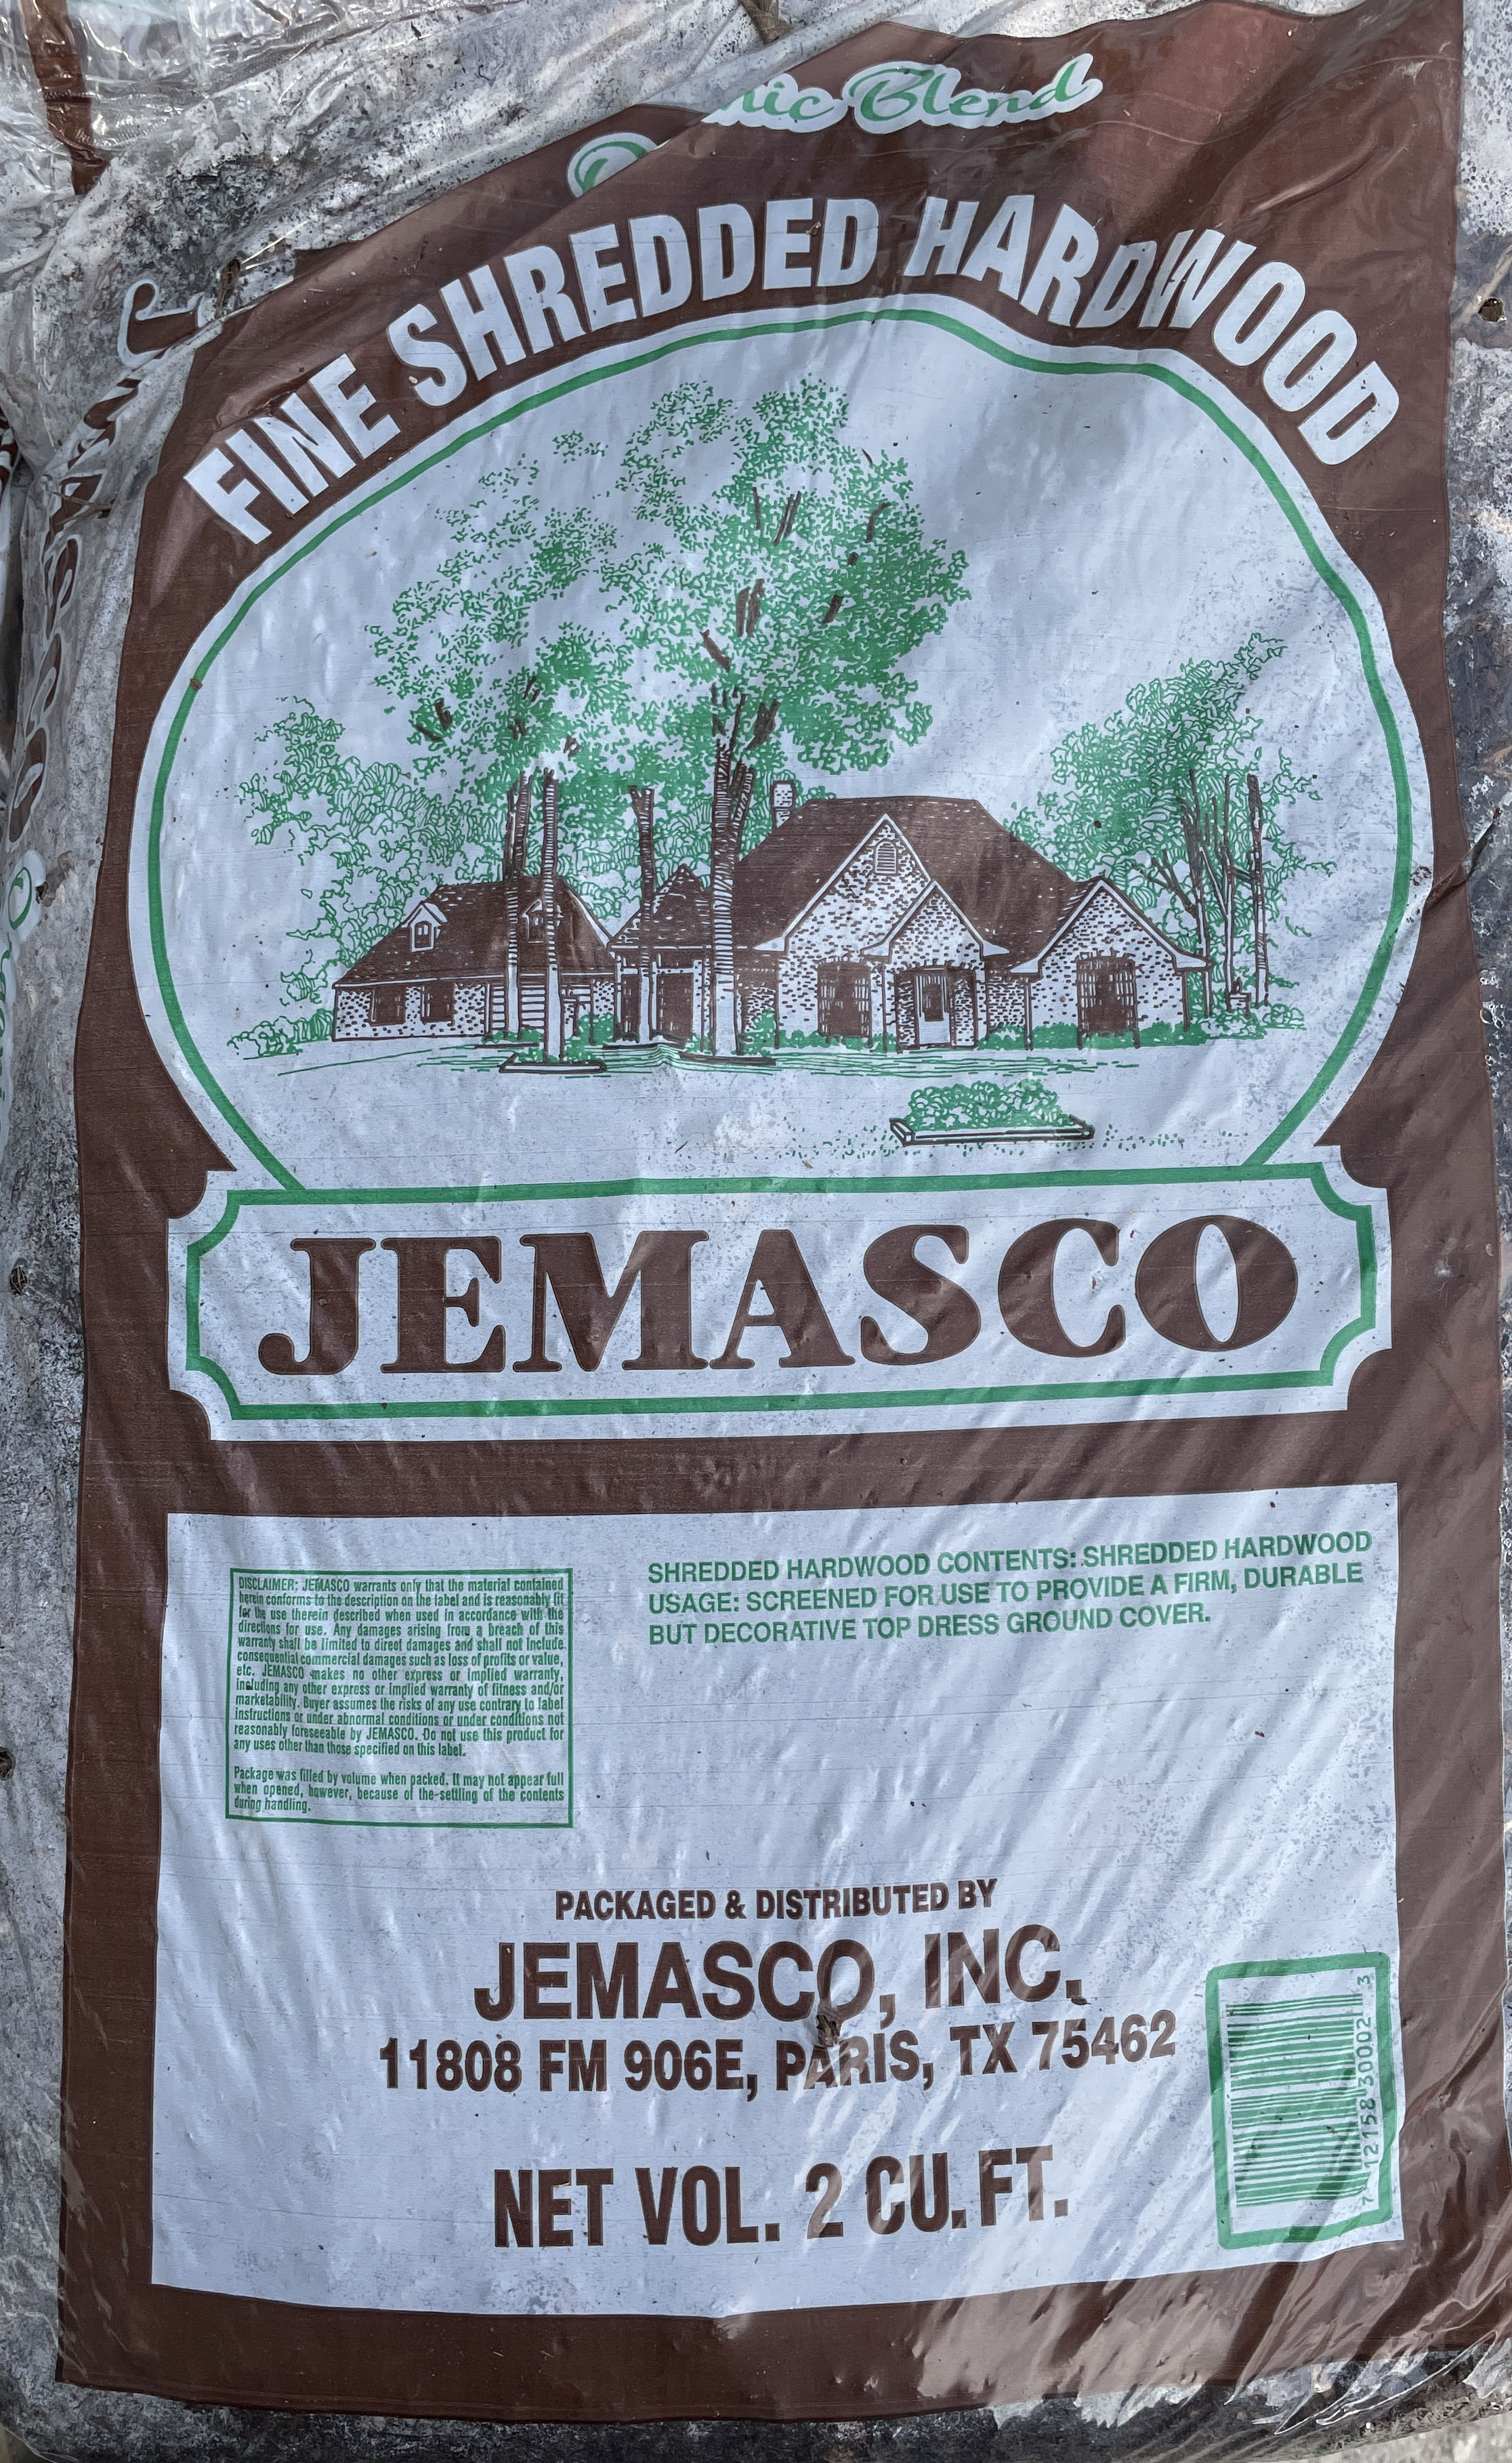 Blend
FINE SHREDDED HARDWOOD
JEMASCO
DISCLAIMER: JEMASCO warrants only that the material contained
herein conforms to the description on the label and is reasonably fit
for the use therein described when used in accordance with the
directions for use. Any damages arising from a breach of this
warranty shall be limited to direct damages and shall not include
consequential commercial damages such as loss of profits or value,
etc. JEMASCO makes no other express or implied warranty,
including any other express or implied warranty of fitness and/or
marketability. Buyer assumes the risks of any use contrary to label
instructions or under abnormal conditions or under conditions not
reasonably foreseeable by JEMASCO. Do not use this product for
any uses other than those specified on this label.
Package was filled by volume when packed. It may not appear full
when opened, however, because of the settling of the contents
during handling.
SHREDDED HARDWOOD CONTENTS: SHREDDED HARDWOOD
USAGE: SCREENED FOR USE TO PROVIDE A FIRM, DURABLE
BUT DECORATIVE TOP DRESS GROUND COVER.
PACKAGED & DISTRIBUTED BY
JEMASCO, INC.
11808 FM 906E, PARIS, TX 75462
NET VOL. 2 CU. FT.
7 12158 30002 3